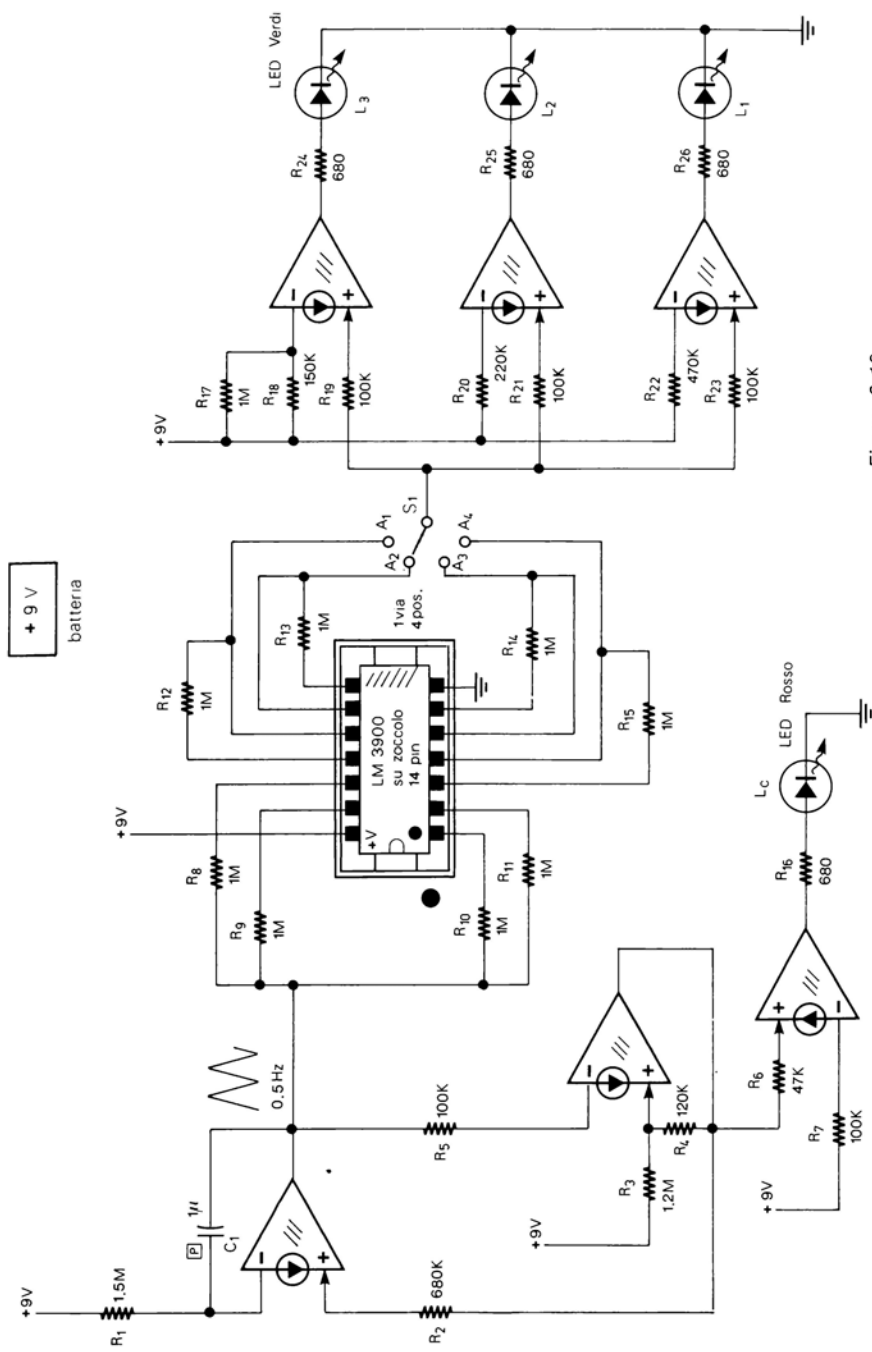 + 9 V
batteria
+9V
R1
1.5M
P
1µ
C1
0.5Hz
R2
680K
R5
100K
+9V
R3
1.2M
R4
120K
+9V
R6
47K
R7
100K
R16
680
Lc
LED Rosso
R8
1M
R9
1M
R10
1M
R11
1M
+9V
+V
LM 3900
su zoccolo
14 pin
R12
1M
R13
1M
R14
1M
R15
1M
1 via
4 pos.
A1
A2
A3
A4
S1
+9V
R17
1M
R18
150K
R19
100K
R20
220K
R21
100K
R22
470K
R23
100K
R24
680
R25
680
R26
680
LED Verdi
L3
L2
L1